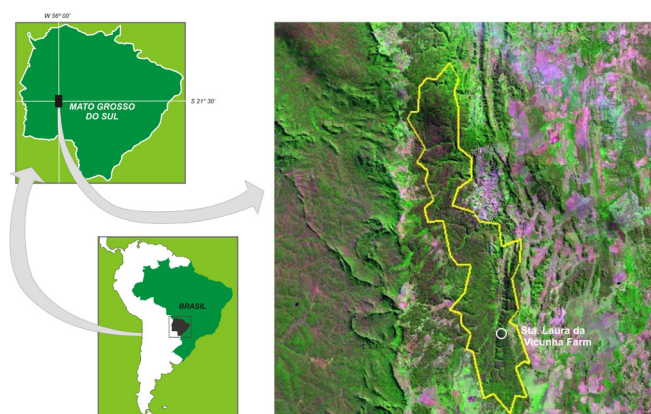 W 56° 00'
MATO GROSSO
DO SUL
S 21° 30'
BRASIL
Sta. Laura da
Vicunha Farm